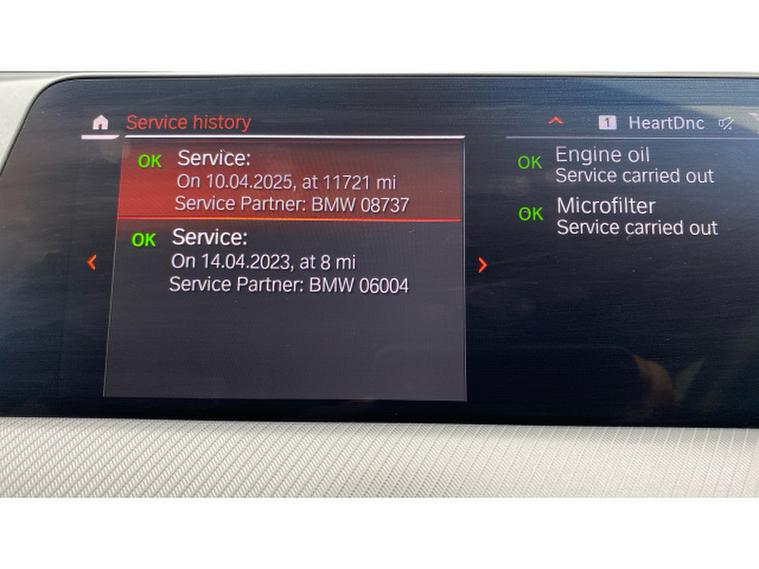 Service history
1 HeartDnc
OK Service:
On 10.04.2025, at 11721 mi
Service Partner: BMW 08737
OK Service:
On 14.04.2023, at 8 mi
Service Partner: BMW 06004
OK Engine oil
Service carried out
OK Microfilter
Service carried out